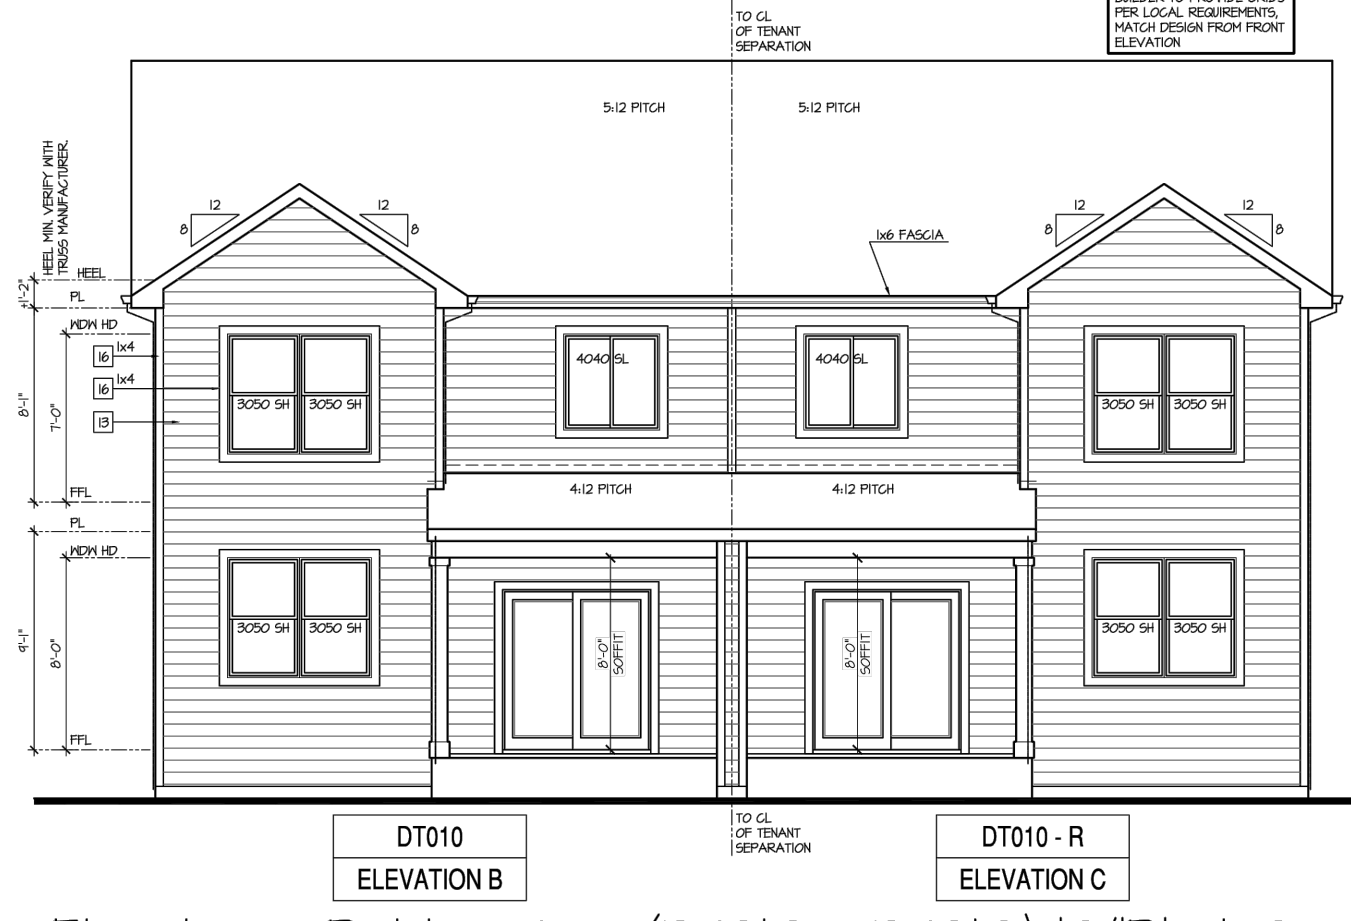 TO CL
OF TENANT
SEPARATION
PER LOCAL REQUIREMENTS,
MATCH DESIGN FROM FRONT
ELEVATION
5:12 PITCH
5:12 PITCH
HEEL MIN. VERIFY WITH
TRUSS MANUFACTURER.
12
8
12
8
12
8
12
8
1x6 FASCIA
HEEL
1'-2"
PL
WDW HD
1x4
16
1x4
16
13
8'-1"
7'-0"
3050 SH
3050 SH
4040 SL
4040 SL
3050 SH
3050 SH
FFL
4:12 PITCH
4:12 PITCH
PL
WDW HD
9'-1"
8'-0"
3050 SH
3050 SH
8'-0"
SOFFIT
8'-0"
SOFFIT
3050 SH
3050 SH
FFL
TO CL
OF TENANT
SEPARATION
DT010
ELEVATION B
DT010 - R
ELEVATION C